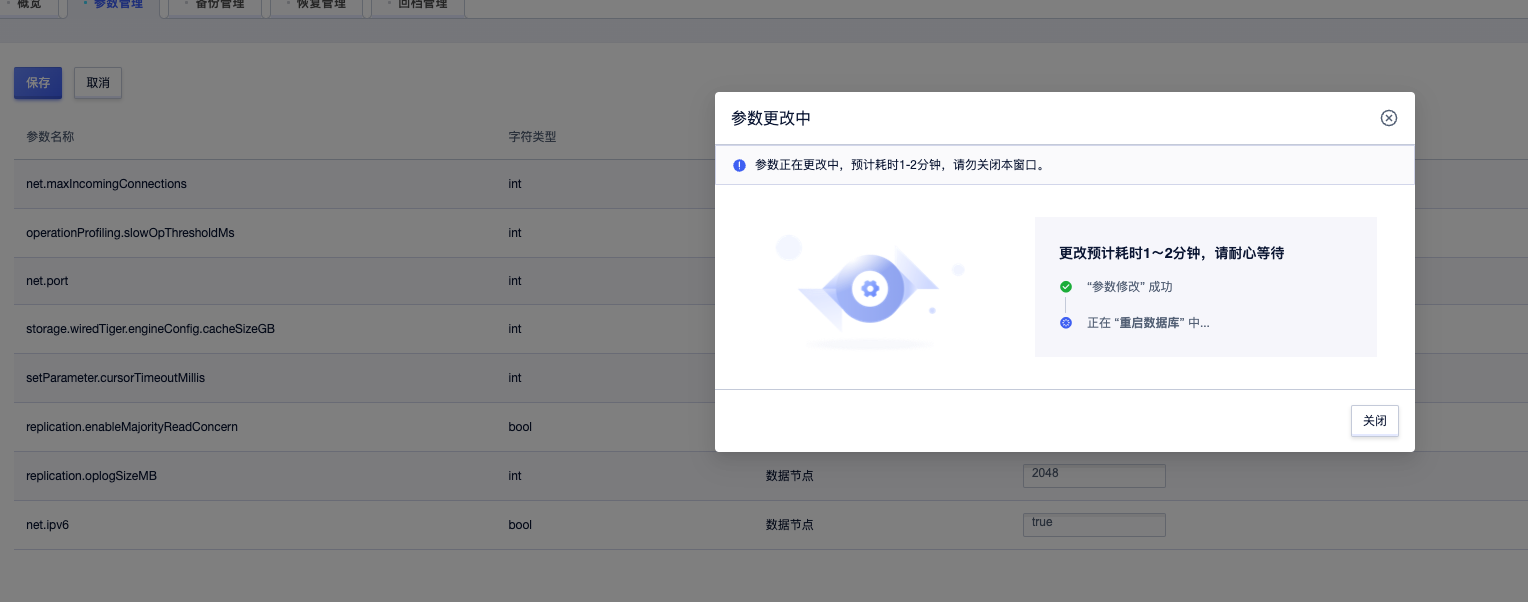 概览
参数管理
备份管理
恢复管理
回档管理
保存
取消
参数名称
字符类型
net.maxIncomingConnections
int
operationProfiling.slowOpThresholdMs
int
net.port
int
storage.wiredTiger.engineConfig.cacheSizeGB
int
setParameter.cursorTimeoutMillis
int
replication.enableMajorityReadConcern
bool
replication.oplogSizeMB
int
数据节点
2048
net.ipv6
bool
数据节点
true
参数更改中
参数正在更改中，预计耗时1-2分钟，请勿关闭本窗口。
更改预计耗时1～2分钟，请耐心等待
“参数修改” 成功
正在 “重启数据库” 中...
关闭